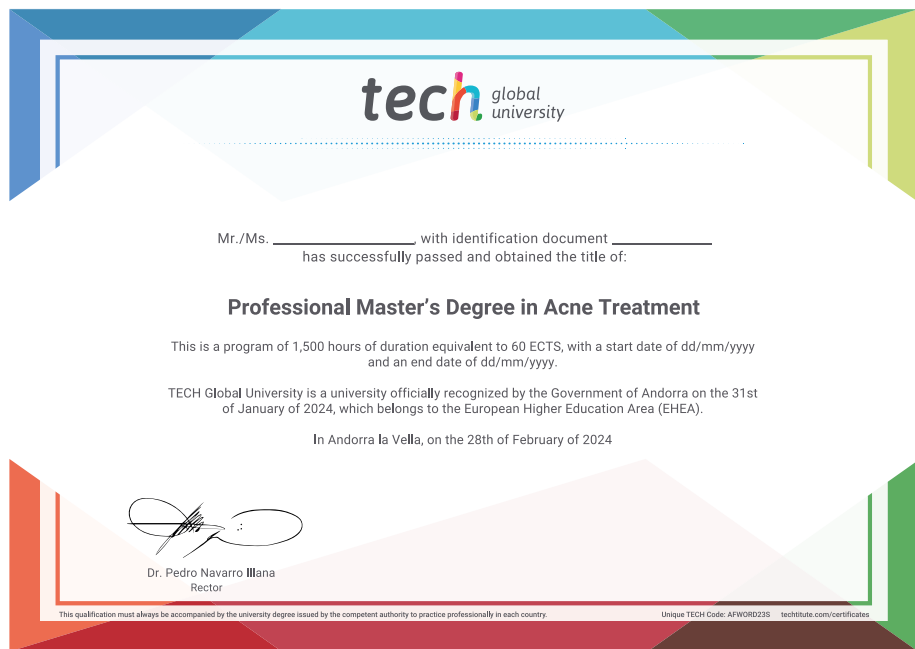 tech global
university
Mr./Ms. ________________, with identification document ____________
has successfully passed and obtained the title of:
Professional Master’s Degree in Acne Treatment
This is a program of 1,500 hours of duration equivalent to 60 ECTS, with a start date of dd/mm/yyyy
and an end date of dd/mm/yyyy.
TECH Global University is a university officially recognized by the Government of Andorra on the 31st
of January of 2024, which belongs to the European Higher Education Area (EHEA).
In Andorra la Vella, on the 28th of February of 2024
Dr. Pedro Navarro Illana
Rector
This qualification must always be accompanied by the university degree issued by the competent authority to practice professionally in each country. Unique TECH Code: AFWORD23S techtitute.com/certificates